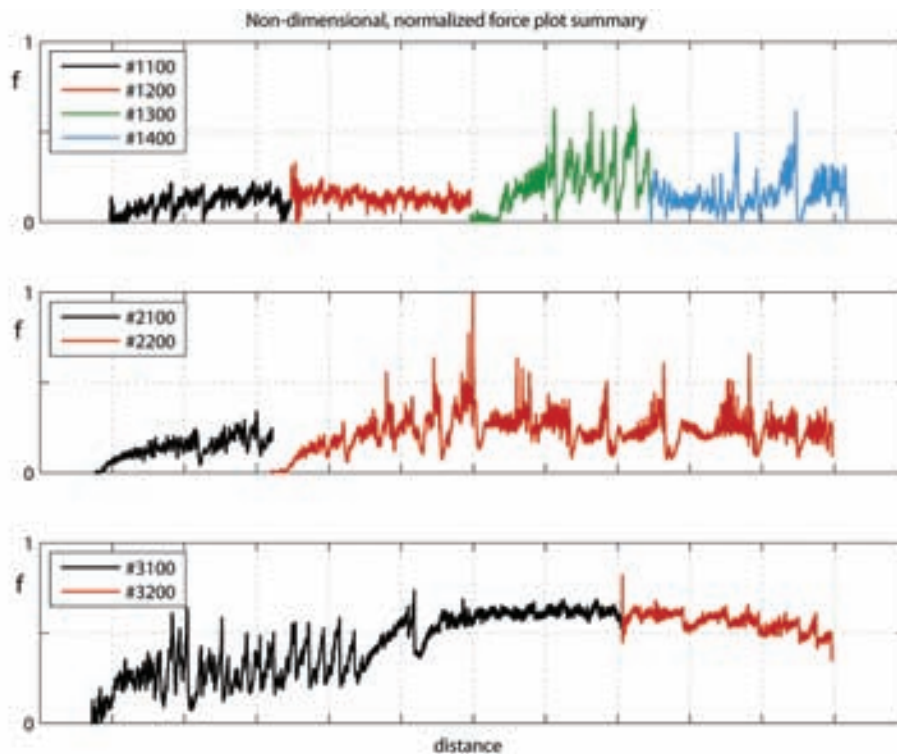 Non-dimensional, normalized force plot summary
1
f
0
#1100
#1200
#1300
#1400
1
f
0
#2100
#2200
1
f
0
#3100
#3200
distance